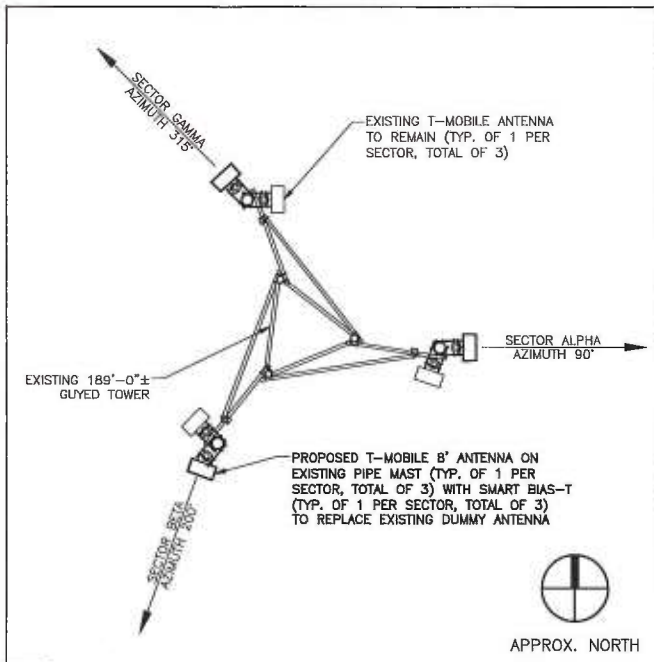 SECTOR GAMMA
AZIMUTH 315°
EXISTING T-MOBILE ANTENNA
TO REMAIN (TYP. OF 1 PER
SECTOR, TOTAL OF 3)
SECTOR ALPHA
AZIMUTH 90°
EXISTING 189'-0"±
GUYED TOWER
PROPOSED T-MOBILE 8' ANTENNA ON
EXISTING PIPE MAST (TYP. OF 1 PER
SECTOR, TOTAL OF 3) WITH SMART BIAS-T
(TYP. OF 1 PER SECTOR, TOTAL OF 3)
TO REPLACE EXISTING DUMMY ANTENNA
SECTOR BETA
AZIMUTH 200°
APPROX. NORTH